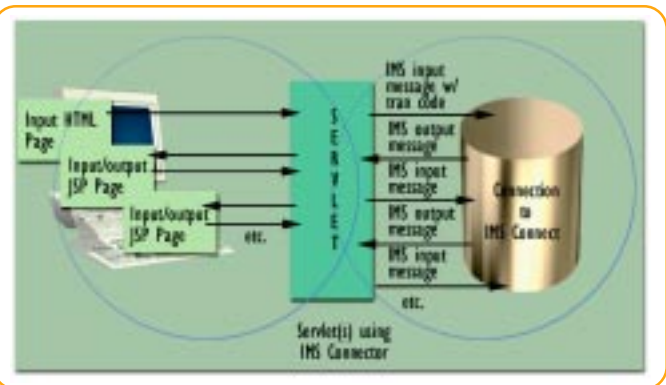 Input HTML
Page
Input/output
JSP Page
Input/output
JSP Page
etc.
S
E
R
V
L
E
T
Servlet(s) using
IMS Connector
IMS input
message w/
tran code
IMS output
message
IMS input
message
IMS output
message
IMS input
message
etc.
Connection
to
IMS Connect